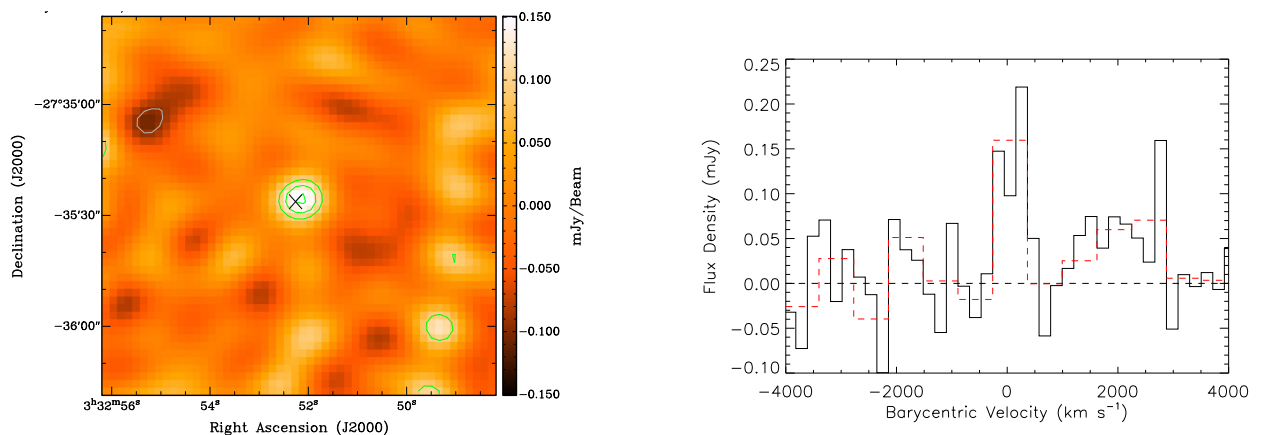 0.150
0.100
0.050
0.000
−0.050
−0.100
−0.150
mJy/Beam
−27°35′00″
−35′30″
−36′00″
Declination (J2000)
3h32m56s 54s 52s 50s
Right Ascension (J2000)
0.25
0.20
0.15
0.10
0.05
0.00
−0.05
−0.10
Flux Density (mJy)
−4000 −2000 0 2000 4000
Barycentric Velocity (km s−1)